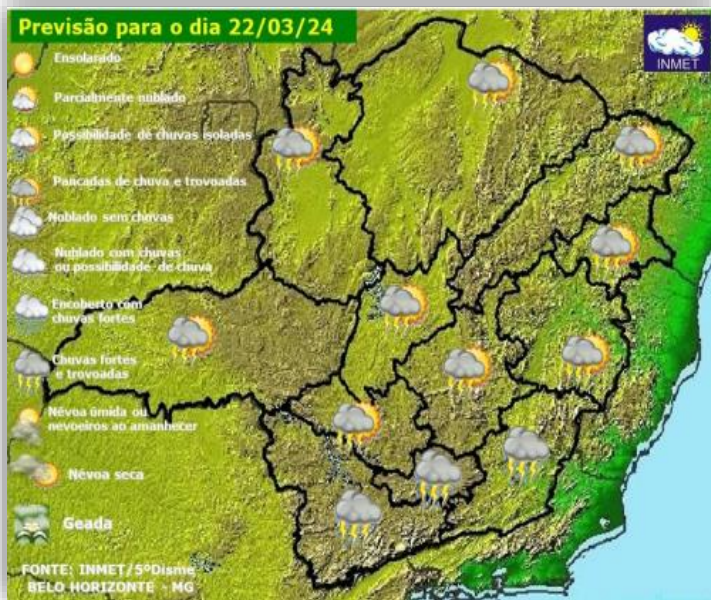 Previsão para o dia 22/03/24
INMET
Ensolarado
Parcialmente nublado
Possibilidade de chuvas isoladas
Pancadas de chuva e trovoadas
Nublado sem chuvas
Nublado com chuvas
ou possibilidade de chuva
Encoberto com
chuvas fortes
Chuvas fortes
e trovoadas
Névoa úmida ou
nevoeiros ao amanhecer
Névoa seca
Geada
FONTE: INMET/5ºDisme
BELO HORIZONTE - MG